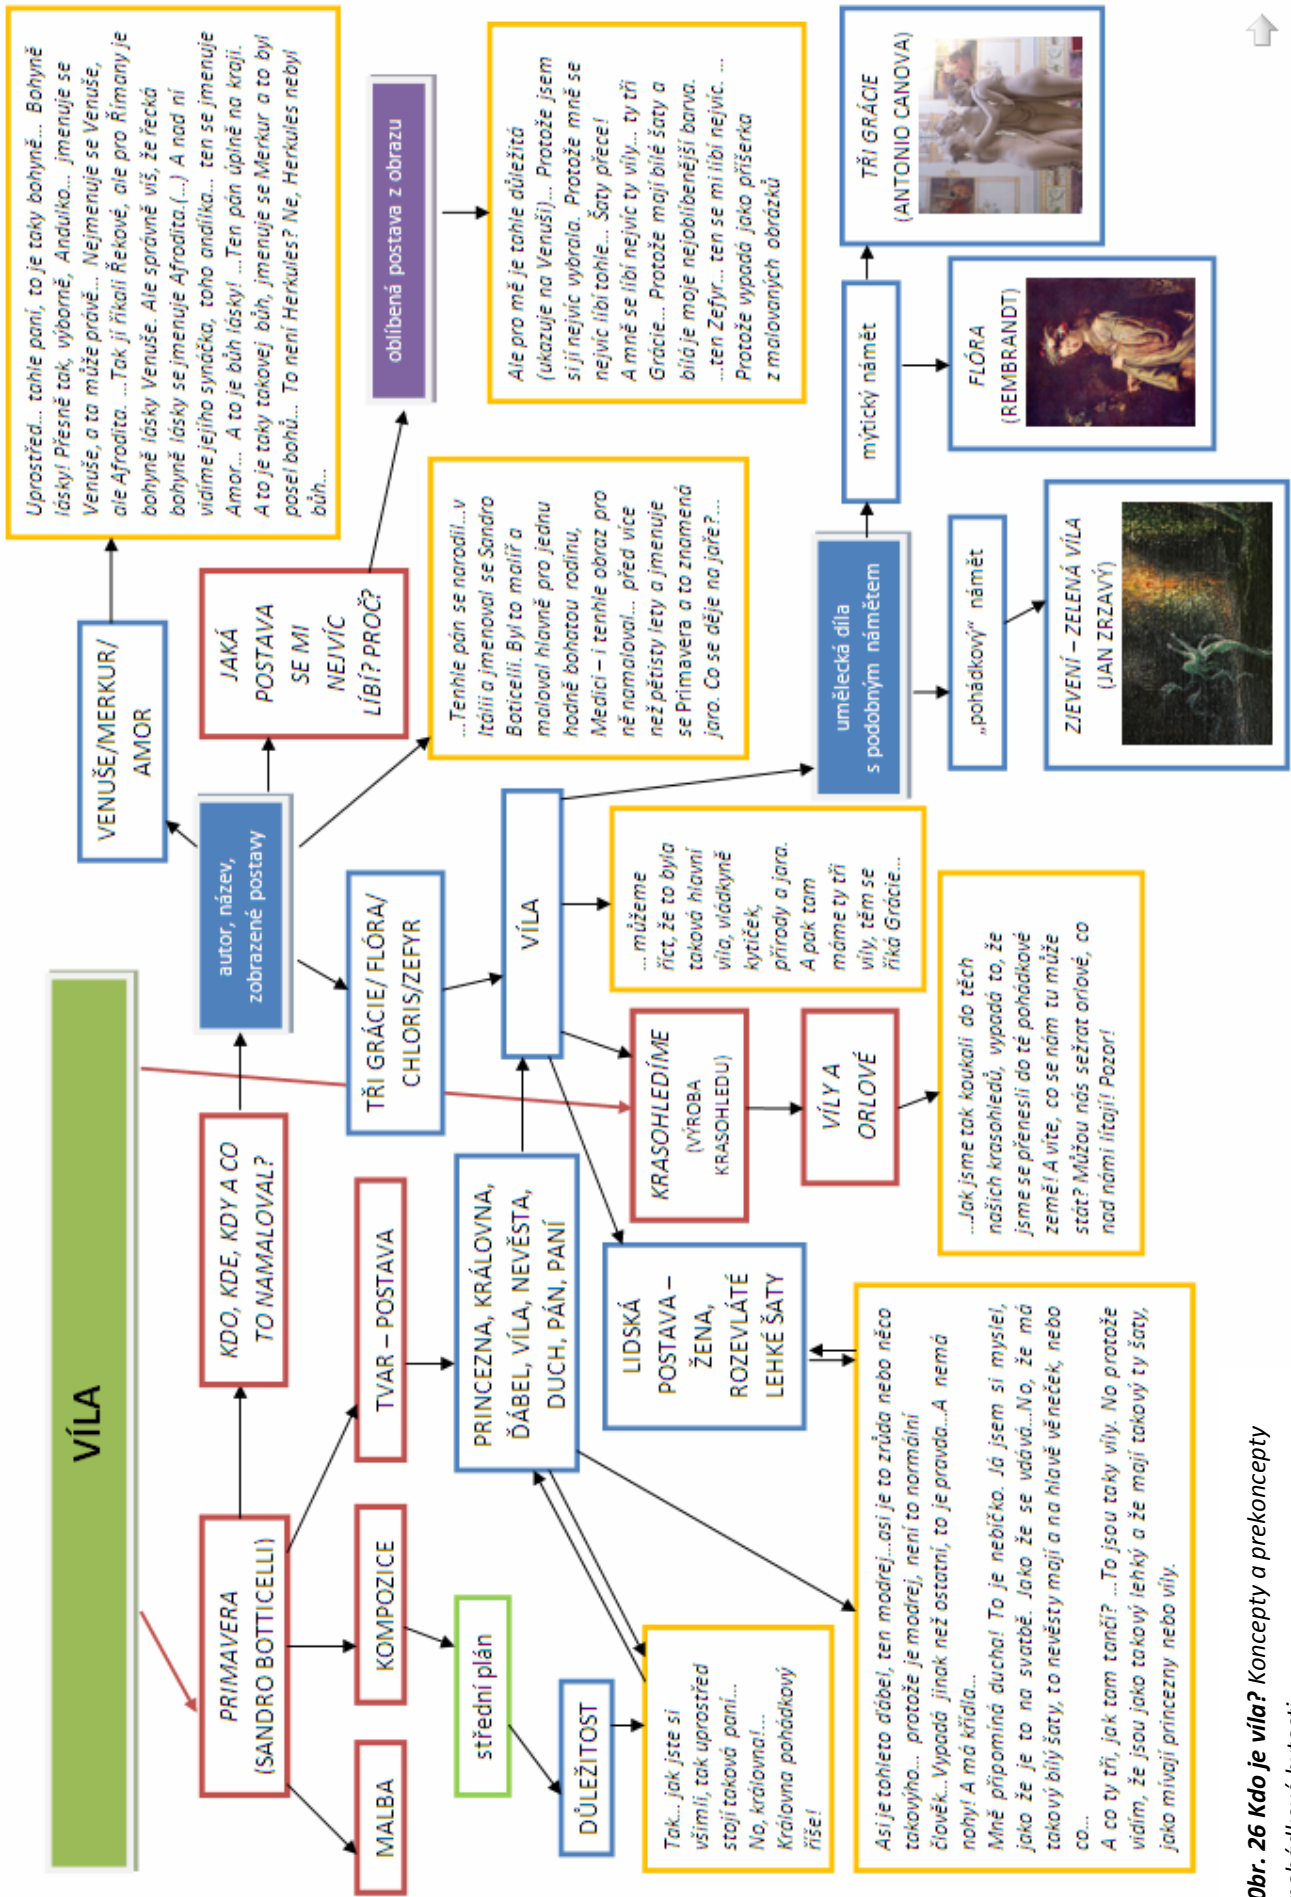 VÍLA
PRIMAVERA
(SANDRO BOTTICELLI)
MALBA
KOMPOZICE
TVAR – POSTAVA
KDO, KDE, KDY A CO
TO NAMALOVAL?
autor, název,
zobrazené postavy
VENUŠE/MERKUR/
AMOR
Uprostřed... tahle paní, to je taky bohyně... Bohyně
lásky! Přesně tak, výborně, Andulko... jmenuje se
Venuše, a ta může právě... Nejmenuje se Venuše,
ale Afrodita. ...Tak jí říkali Řekové, ale pro Římany je
bohyně lásky Venuše. Ale správně víš, že řecká
bohyně lásky se jmenuje Afrodita.(...) A nad ní
vidíme jejího synáčka, toho andílka... ten se jmenuje
Amor... A to je bůh lásky! ...Ten pán úplně na kraji.
A to je taky takovej bůh, jmenuje se Merkur a to byl
posel bohů... To není Herkules? Ne, Herkules nebyl
bůh...
JAKÁ
POSTAVA
SE MI
NEJVÍC
LÍBÍ? PROČ?
oblíbená postava z obrazu
Ale pro mě je tahle důležitá
(ukazuje na Venuši)... Protože jsem
si jí nejvíc vybrala. Protože mně se
nejvíc líbí tohle... Šaty přece!
A mně se líbí nejvíc ty víly... ty tři
Grácie... Protože mají bílé šaty a
bílá je moje nejoblíbenější barva.
...ten Zefyr... ten se mi líbí nejvíc. ...
Protože vypadá jako příšerka
z malovaných obrázků
...Tenhle pán se narodil...v
Itálii a jmenoval se Sandro
Boticelli. Byl to malíř a
maloval hlavně pro jednu
hodně bohatou rodinu,
Medici – i tenhle obraz pro
ně namaloval... před více
než pětisty lety a jmenuje
se Primavera a to znamená
jaro. Co se děje na jaře?...
TŘI GRÁCIE/ FLÓRA/
CHLORIS/ZEFYR
střední plán
DŮLEŽITOST
PRINCEZNA, KRÁLOVNA,
ĎÁBEL, VÍLA, NEVĚSTA,
DUCH, PÁN, PANÍ
VÍLA
Tak... jak jste si
všimli, tak uprostřed
stojí taková paní...
No, královna!...
Královna pohádkový
říše!
LIDSKÁ
POSTAVA –
ŽENA,
ROZEVLÁTÉ
LEHKÉ ŠATY
KRASOHLEDÍME
(VÝROBA
KRASOHLEDU)
VÍLY A
ORLOVÉ
... můžeme
říct, že to byla
taková hlavní
víla, vládkyně
kytiček,
přírody a jara.
A pak tam
máme ty tři
víly, těm se
říká Grácie...
umělecká díla
s podobným námětem
mýtický námět
„pohádkový“ námět
TŘI GRÁCIE
(ANTONIO CANOVA)
FLÓRA
(REMBRANDT)
ZJEVENÍ – ZELENÁ VÍLA
(JAN ZRZAVÝ)
...Jak jsme tak koukali do těch
našich krasohledů, vypadá to, že
jsme se přenesli do té pohádkové
země! A víte, co se nám tu může
stát? Můžou nás sežrat orlové, co
nad námi lítají! Pozor!
Asi je tohleto ďábel, ten modrej...asi je to zrůda nebo něco
takovýho... protože je modrej, není to normální
člověk...Vypadá jinak než ostatní, to je pravda...A nemá
nohy! A má křídla...
Mně připomíná ducha! To je nebíčko. Já jsem si myslel,
jako že je to na svatbě. Jako že se vdává...No, že má
takový bílý šaty, to nevěsty mají a na hlavě věneček, nebo
co...
A co ty tři, jak tam tančí? ...To jsou taky víly. No protože
vidím, že jsou jako takový lehký a že mají takový ty šaty,
jako mívají princezny nebo víly.
Obr. 26 Kdo je víla? Koncepty a prekoncepty